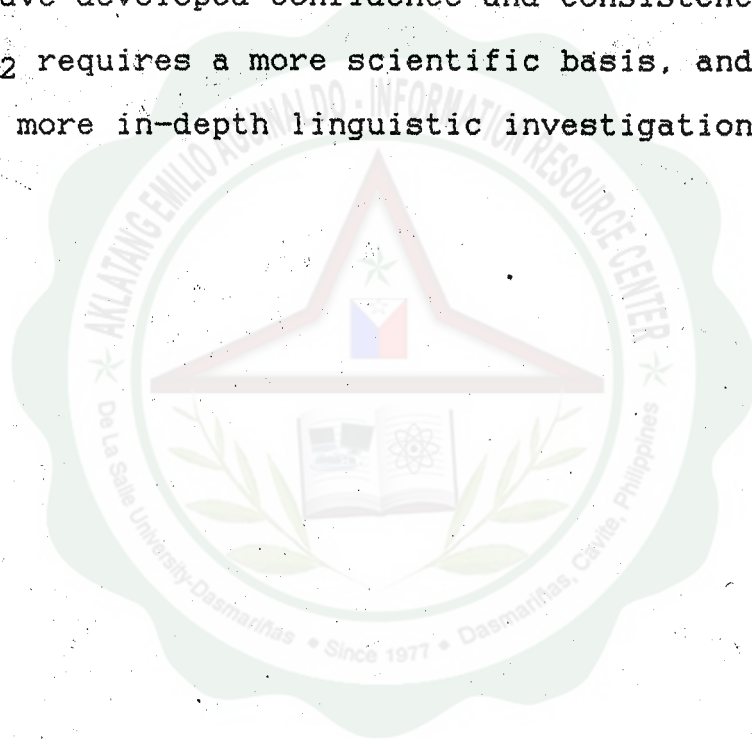 ave developed confidence and consistenc
2 requires a more scientific basis, and
more in-depth linguistic investigation
AKLATANG EMILIO AGUINALDO - INFORMATION RESOURCE CENTER
De La Salle University-Dasmariñas • Since 1977 • Dasmariñas, Cavite, Philippines